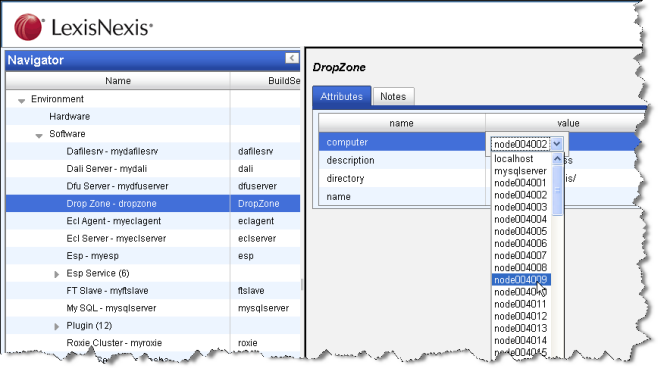 LexisNexis®
Navigator
Name BuildSe
Environment
Hardware
Software
Dafilesrv - mydafilesrv dafilesrv
Dali Server - mydali dali
Dfu Server - mydfuserver dfuserver
Drop Zone - dropzone DropZone
Ecl Agent - myeclagent eclagent
Ecl Server - myeclserver eclserver
Esp - myesp esp
Esp Service (6)
FT Slave - myftslave ftslave
My SQL - mysqlserver mysqlserver
Plugin (12)
Roxie Cluster - myroxie roxie
DropZone
Attributes Notes
name value
computer node004002
description ss
directory is/
name
localhost
mysqlserver
node004001
node004002
node004003
node004004
node004005
node004006
node004007
node004008
node004009
node004010
node004011
node004012
node004013
node004014
node004015